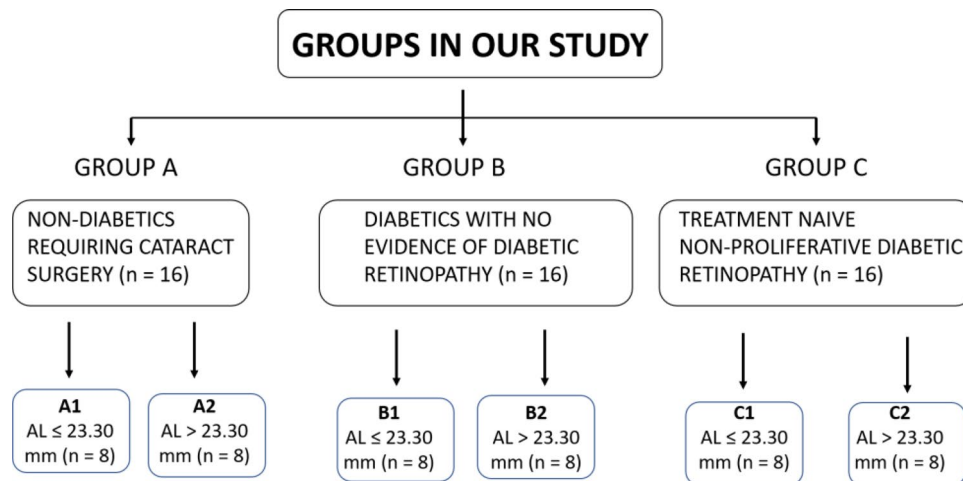 GROUPS IN OUR STUDY
GROUP A
NON-DIABETICS
REQUIRING CATARACT
SURGERY (n = 16)
GROUP B
DIABETICS WITH NO
EVIDENCE OF DIABETIC
RETINOPATHY (n = 16)
GROUP C
TREATMENT NAIVE
NON-PROLIFERATIVE DIABETIC
RETINOPATHY (n = 16)
A1
AL ≤ 23.30
mm (n = 8)
A2
AL > 23.30
mm (n = 8)
B1
AL ≤ 23.30
mm (n = 8)
B2
AL > 23.30
mm (n = 8)
C1
AL ≤ 23.30
mm (n = 8)
C2
AL > 23.30
mm (n = 8)